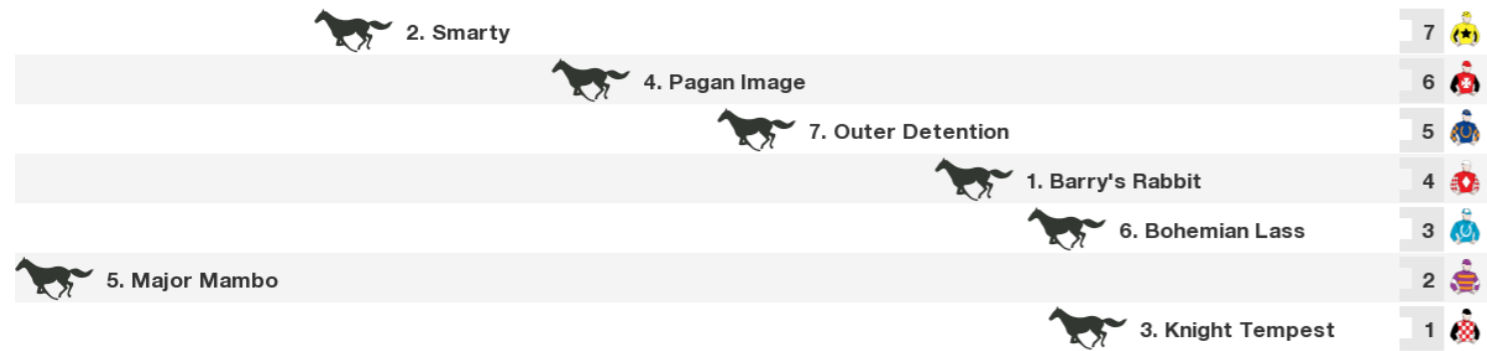 2. Smarty 7
4. Pagan Image 6
7. Outer Detention 5
1. Barry's Rabbit 4
6. Bohemian Lass 3
5. Major Mambo 2
3. Knight Tempest 1